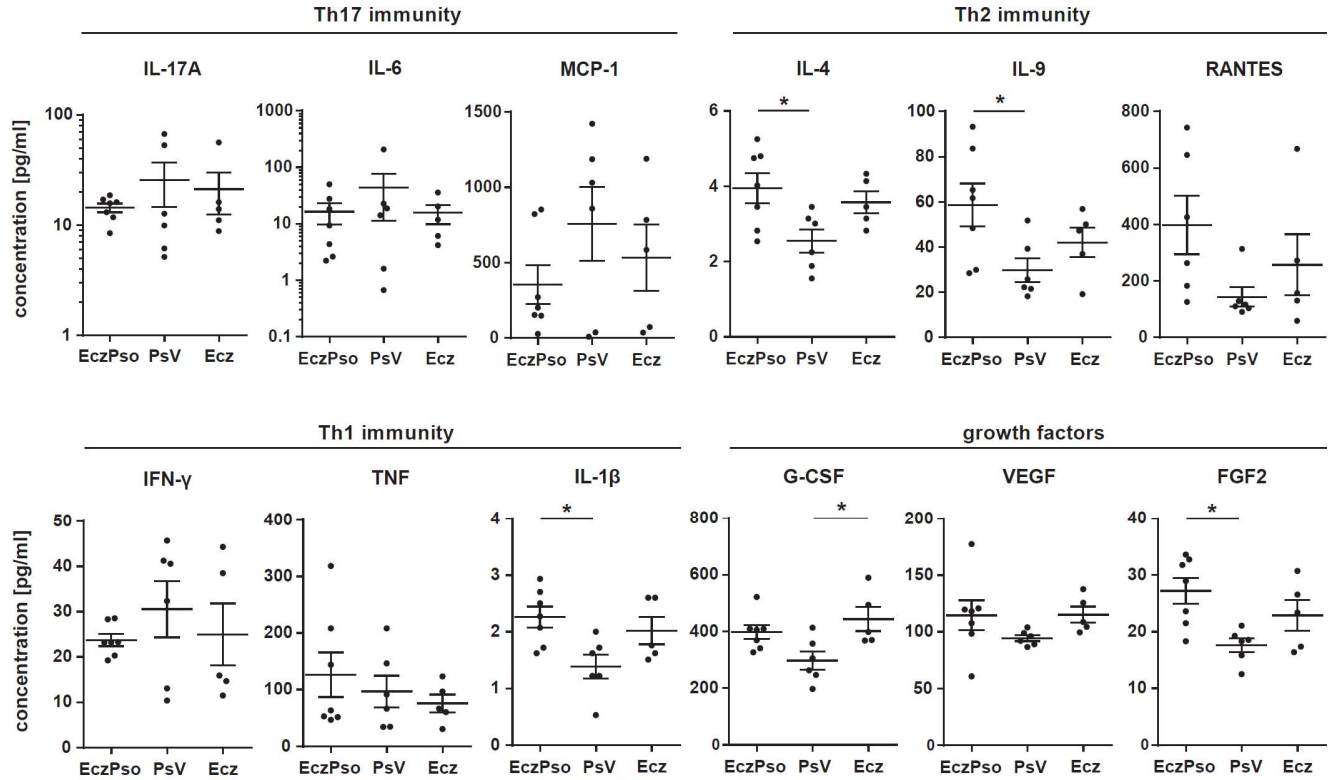 Th17 immunity
Th2 immunity
IL-17A
IL-6
MCP-1
IL-4
IL-9
RANTES
concentration [pg/ml]
100
10
1
EczPso PsV Ecz
1000
100
10
1
0.1
EczPso PsV Ecz
1500
1000
500
0
EczPso PsV Ecz
*
6
4
2
0
EczPso PsV Ecz
*
100
80
60
40
20
0
EczPso PsV Ecz
800
600
400
200
0
EczPso PsV Ecz
Th1 immunity
growth factors
IFN-γ
TNF
IL-1β
G-CSF
VEGF
FGF2
concentration [pg/ml]
50
40
30
20
10
0
EczPso PsV Ecz
400
300
200
100
0
EczPso PsV Ecz
*
4
3
2
1
0
EczPso PsV Ecz
*
800
600
400
200
0
EczPso PsV Ecz
200
150
100
50
0
EczPso PsV Ecz
*
40
30
20
10
0
EczPso PsV Ecz